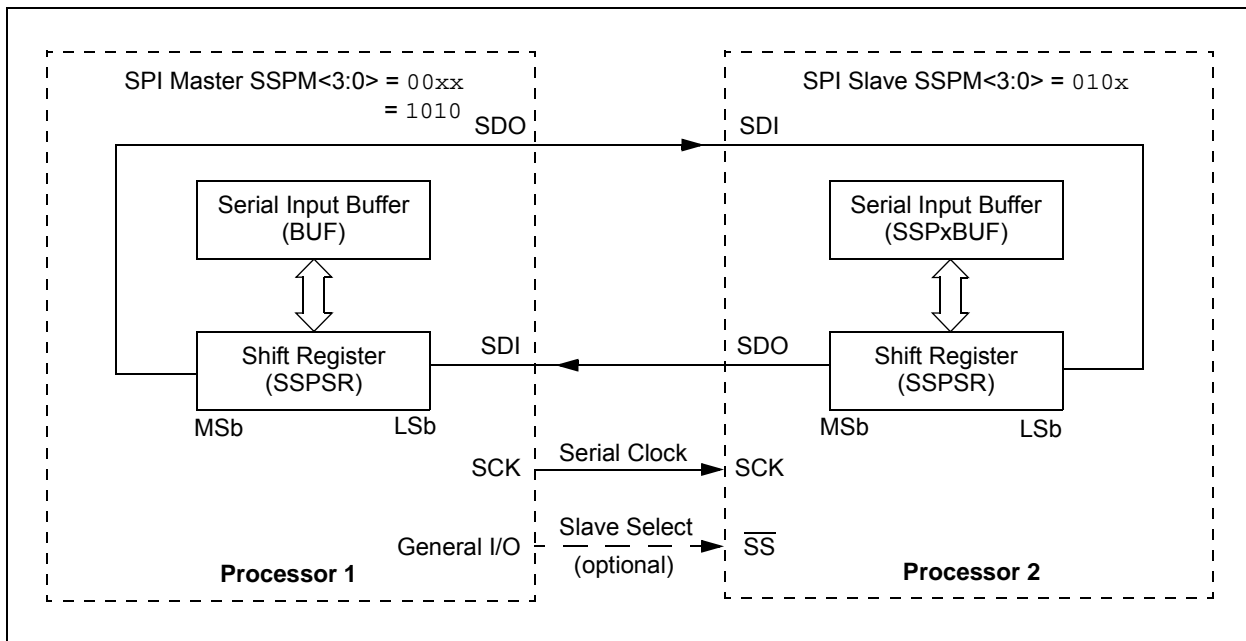 SPI Master SSPM<3:0> = 00xx
= 1010
SPI Slave SSPM<3:0> = 010x
SDO
SDI
Serial Input Buffer
(BUF)
Serial Input Buffer
(SSPxBUF)
Shift Register
(SSPSR)
SDI
SDO
Shift Register
(SSPSR)
MSb
LSb
MSb
LSb
SCK
Serial Clock
SCK
General I/O
Slave Select
(optional)
SS
Processor 1
Processor 2